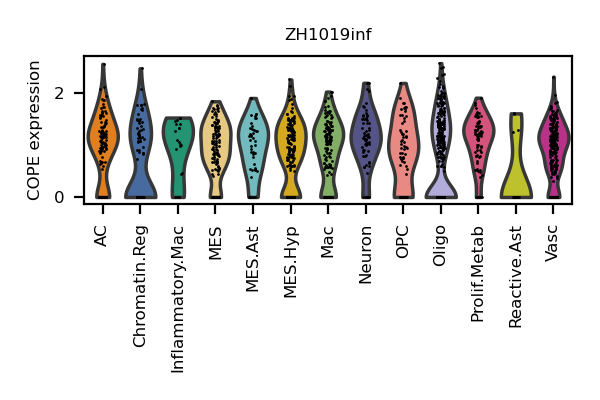 ZH1019inf
COPE expression
2
0
AC
Chromatin.Reg
Inflammatory.Mac
MES
MES.Ast
MES.Hyp
Mac
Neuron
OPC
Oligo
Prolif.Metab
Reactive.Ast
Vasc